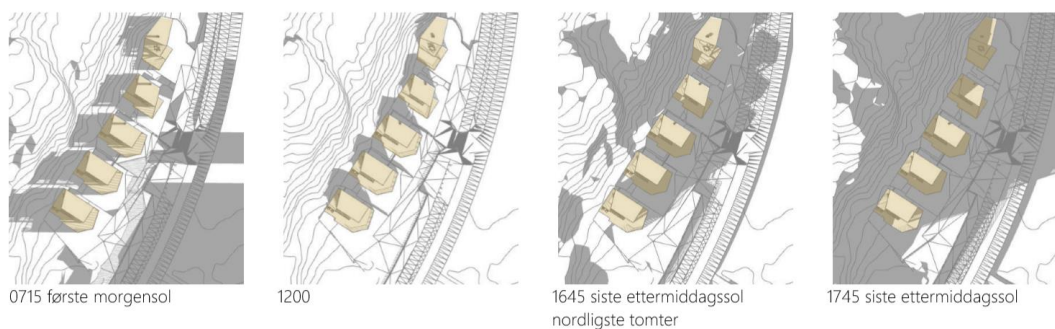 0715 første morgensol
1200
1645 siste ettermiddagssol
nordligste tomter
1745 siste ettermiddagssol